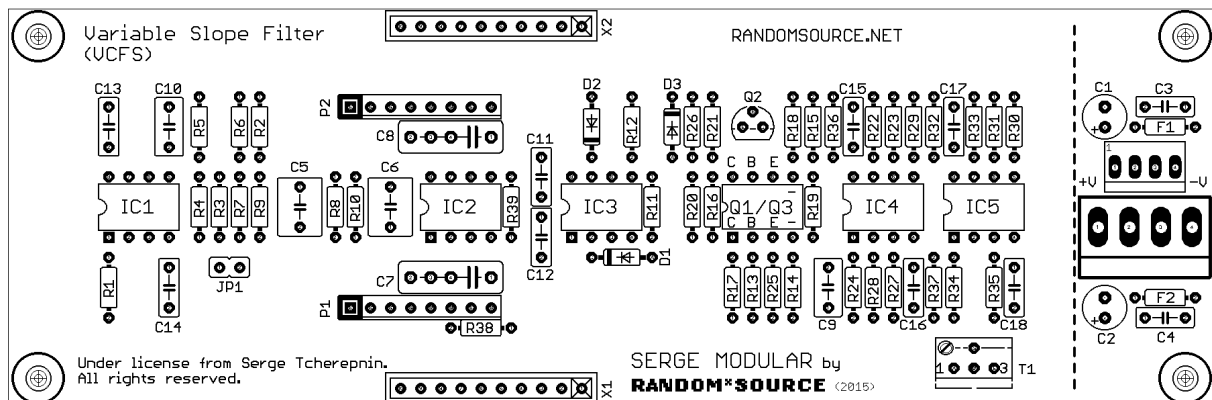 Variable Slope Filter
(VCFS)
X2
RANDOMSOURCE.NET
C13
C10
R5
R6
R2
P2
C8
C11
D2
R12
D3
R26
R21
Q2
R18
R15
R36
C15
R22
R23
R29
R32
C17
R33
R31
R30
C1
+
C3
F1
1
+V
-V
C B E
IC1
R4
R3
R7
R9
C5
R8
R10
C6
IC2
R39
IC3
R11
R20
R16
Q1/Q3
-
C B E -
R19
IC4
IC5
1 2 3 4
R1
C14
JP1
C7
P1
R38
C12
D1
R17
R13
R25
R14
C9
R24
R28
R27
C16
R37
R34
R35
C18
F2
C2
+
C4
Under license from Serge Tcherepnin.
All rights reserved.
X1
SERGE MODULAR by
RANDOM*SOURCE (2015)
1
3
T1